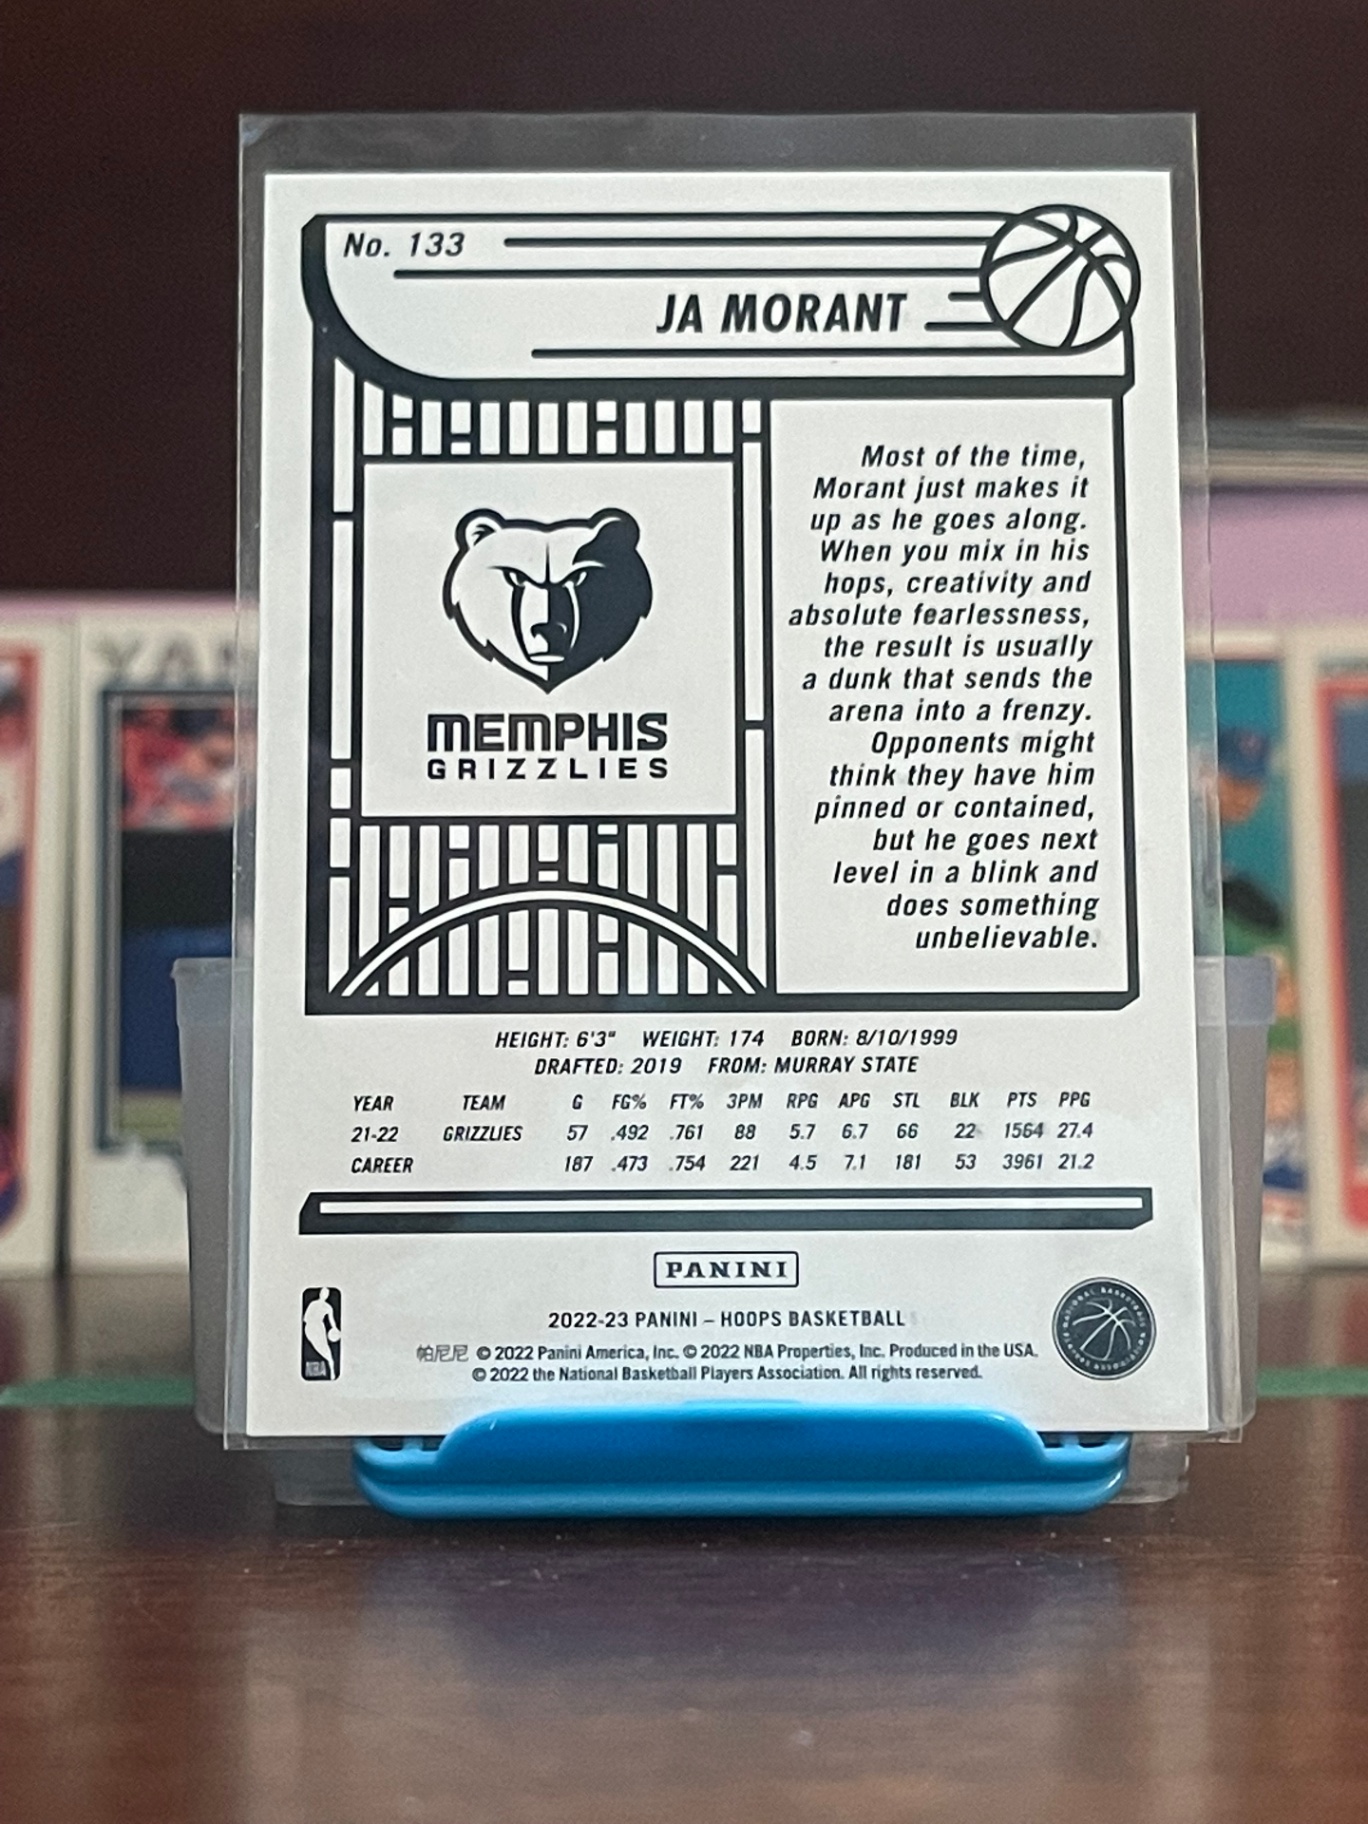 No. 133
JA MORANT
Most of the time,
Morant just makes it
up as he goes along.
When you mix in his
hops, creativity and
absolute fearlessness,
the result is usually
a dunk that sends the
arena into a frenzy.
Opponents might
think they have him
pinned or contained,
but he goes next
level in a blink and
does something
unbelievable.
MEMPHIS
GRIZZLIES
HEIGHT: 6'3" WEIGHT: 174 BORN: 8/10/1999
DRAFTED: 2019 FROM: MURRAY STATE
YEAR TEAM G FG% FT% 3PM RPG APG STL BLK PTS PPG
21-22 GRIZZLIES 57 .492 .761 88 5.7 6.7 66 22 1564 27.4
CAREER 187 .473 .754 221 4.5 7.1 181 53 3961 21.2
PANINI
2022-23 PANINI – HOOPS BASKETBALL
帕尼尼 © 2022 Panini America, Inc. © 2022 NBA Properties, Inc. Produced in the USA.
© 2022 the National Basketball Players Association. All rights reserved.
NBA